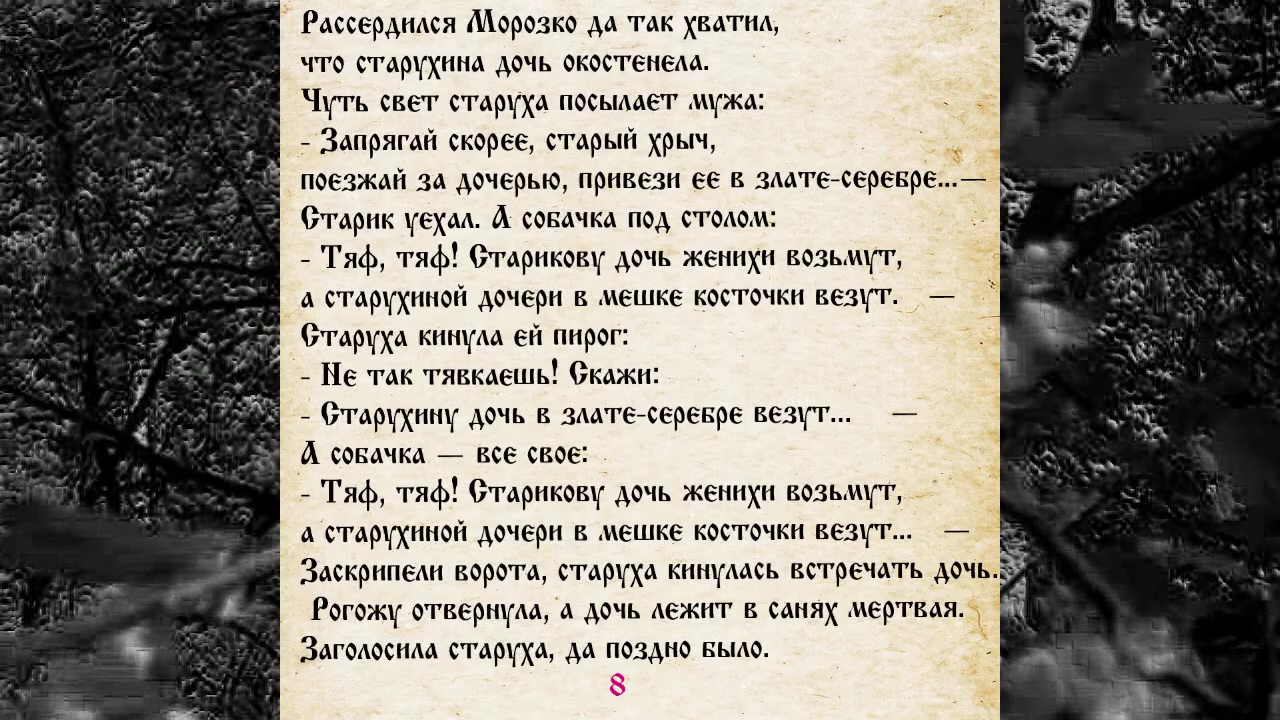 Рассердился Морозко да так хватил,
что старухина дочь окостенела.
Чуть свет старуха посылает мужа:
- Запрягай скорее, старый хрыч,
поезжай за дочерью, привези ее в злате-серебре...—
Старик уехал. А собачка под столом:
- Тяф, тяф! Старикову дочь женихи возьмут,
а старухиной дочери в мешке косточки везут. —
Старуха кинула ей пирог:
- Не так тявкаешь! Скажи:
- Старухину дочь в злате-серебре везут... —
А собачка — все свое:
- Тяф, тяф! Старикову дочь женихи возьмут,
а старухиной дочери в мешке косточки везут... —
Заскрипели ворота, старуха кинулась встречать дочь.
Рогожу отвернула, а дочь лежит в санях мертвая.
Заголосила старуха, да поздно было.
8